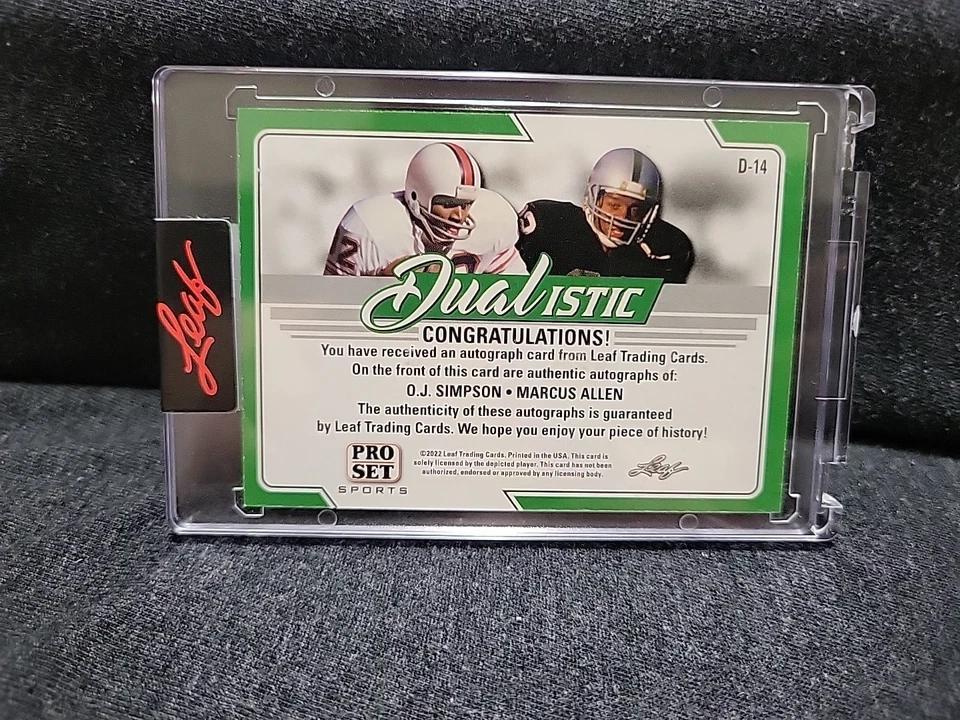 D-14
2
Leaf
DualISTIC
CONGRATULATIONS!
You have received an autograph card from Leaf Trading Cards.
On the front of this card are authentic autographs of:
O.J. SIMPSON • MARCUS ALLEN
The authenticity of these autographs is guaranteed
by Leaf Trading Cards. We hope you enjoy your piece of history!
PRO
SET
SPORTS
©2022 Leaf Trading Cards. Printed in the USA. This card is
solely licensed by the depicted player. This card has not been
authorized, endorsed or approved by any licensing body.
Leaf